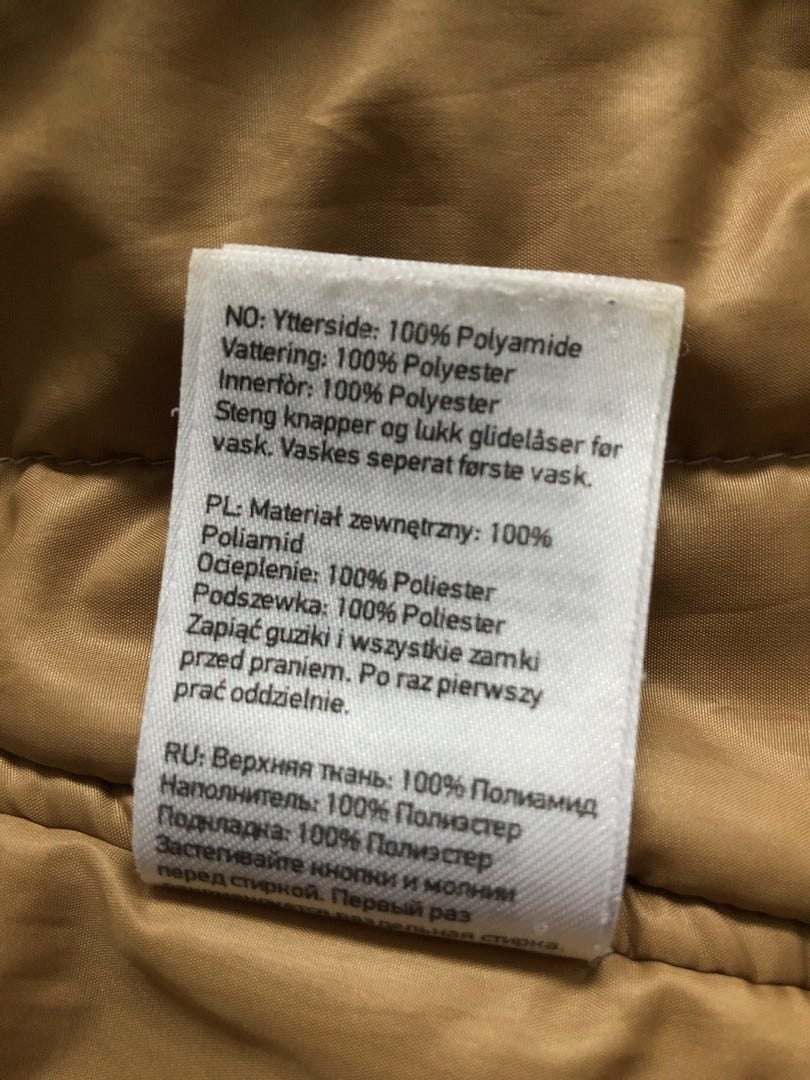 NO: Ytterside: 100% Polyamide
Vattering: 100% Polyester
Innerfòr: 100% Polyester
Steng knapper og lukk glidelåser før
vask. Vaskes seperat første vask.
PL: Materiał zewnętrzny: 100%
Poliamid
Ocieplenie: 100% Poliester
Podszewka: 100% Poliester
Zapiąć guziki i wszystkie zamki
przed praniem. Po raz pierwszy
prać oddzielnie.
RU: Верхняя ткань: 100% Полиамид
Наполнитель: 100% Полиэстер
Подкладка: 100% Полиэстер
Застегивайте кнопки и молнии
перед стиркой. Первый раз
раздельная стирка.